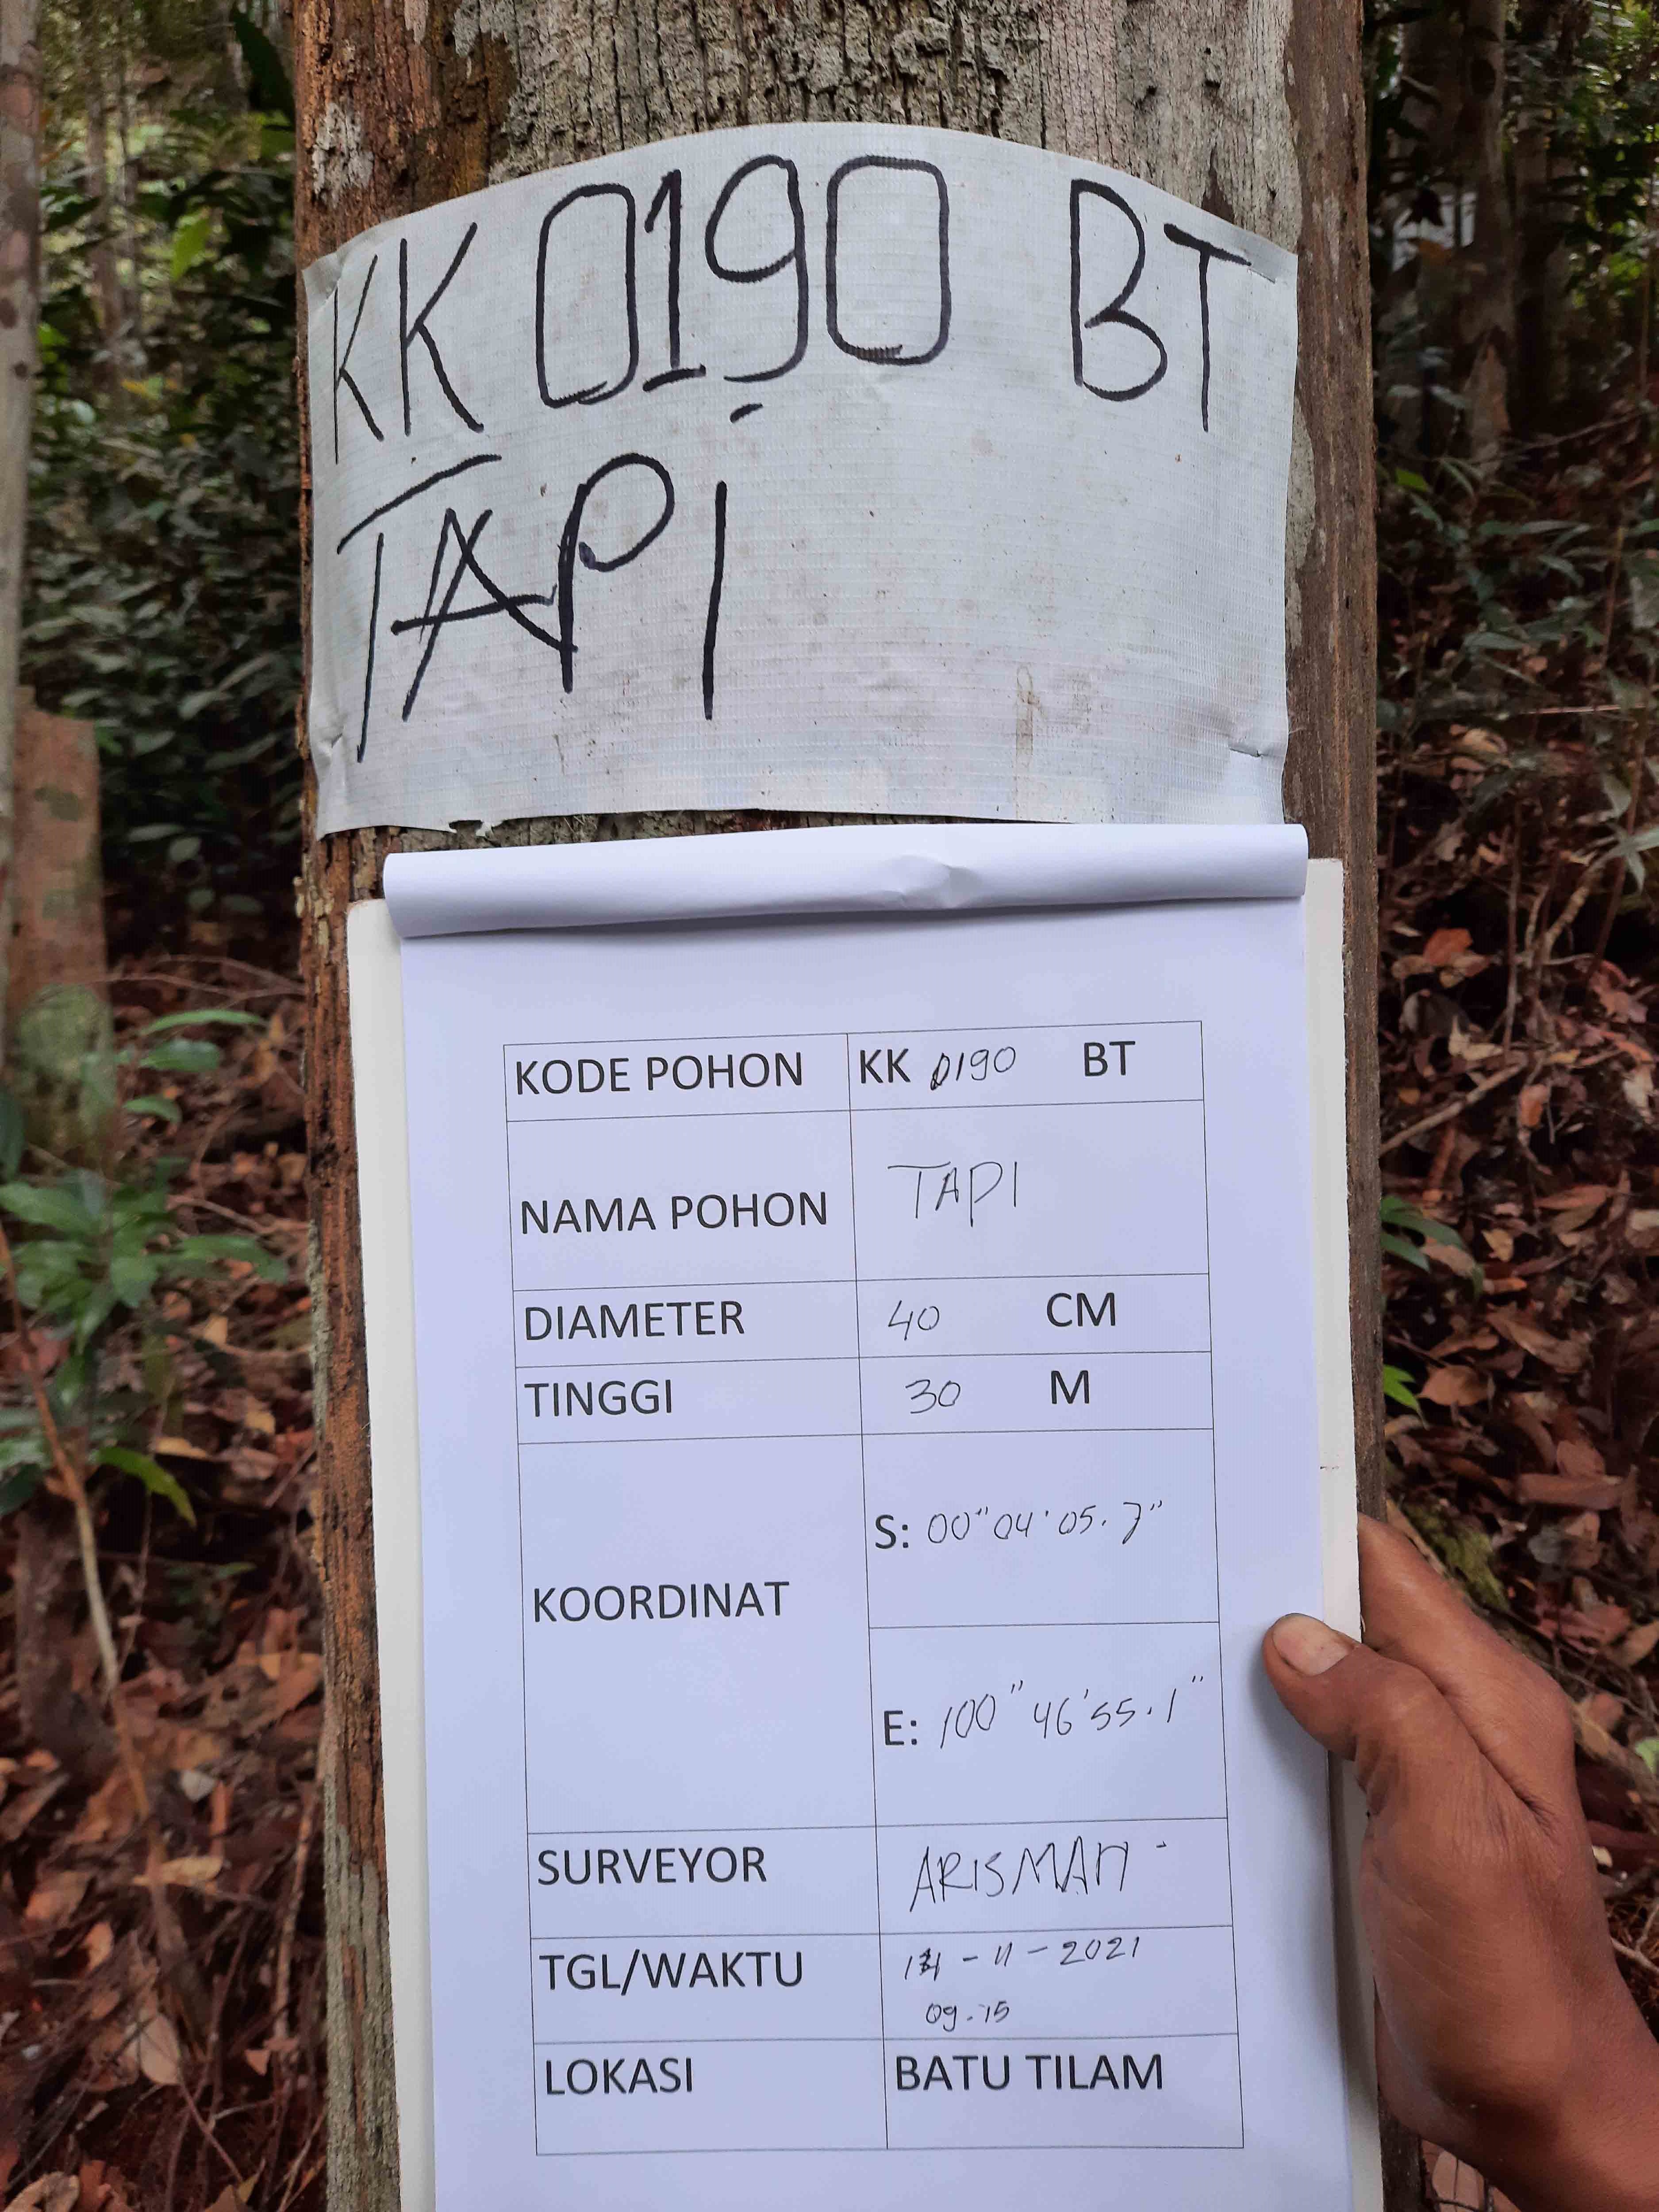 KK 0190 BT
TAPI
KODE POHON KK 0190 BT
NAMA POHON TAPI
DIAMETER 40 CM
TINGGI 30 M
KOORDINAT
S: 00"04'05.7"
E: 100"46'55.1"
SURVEYOR ARISMAN
TGL/WAKTU 14-11-2021
09.15
LOKASI BATU TILAM